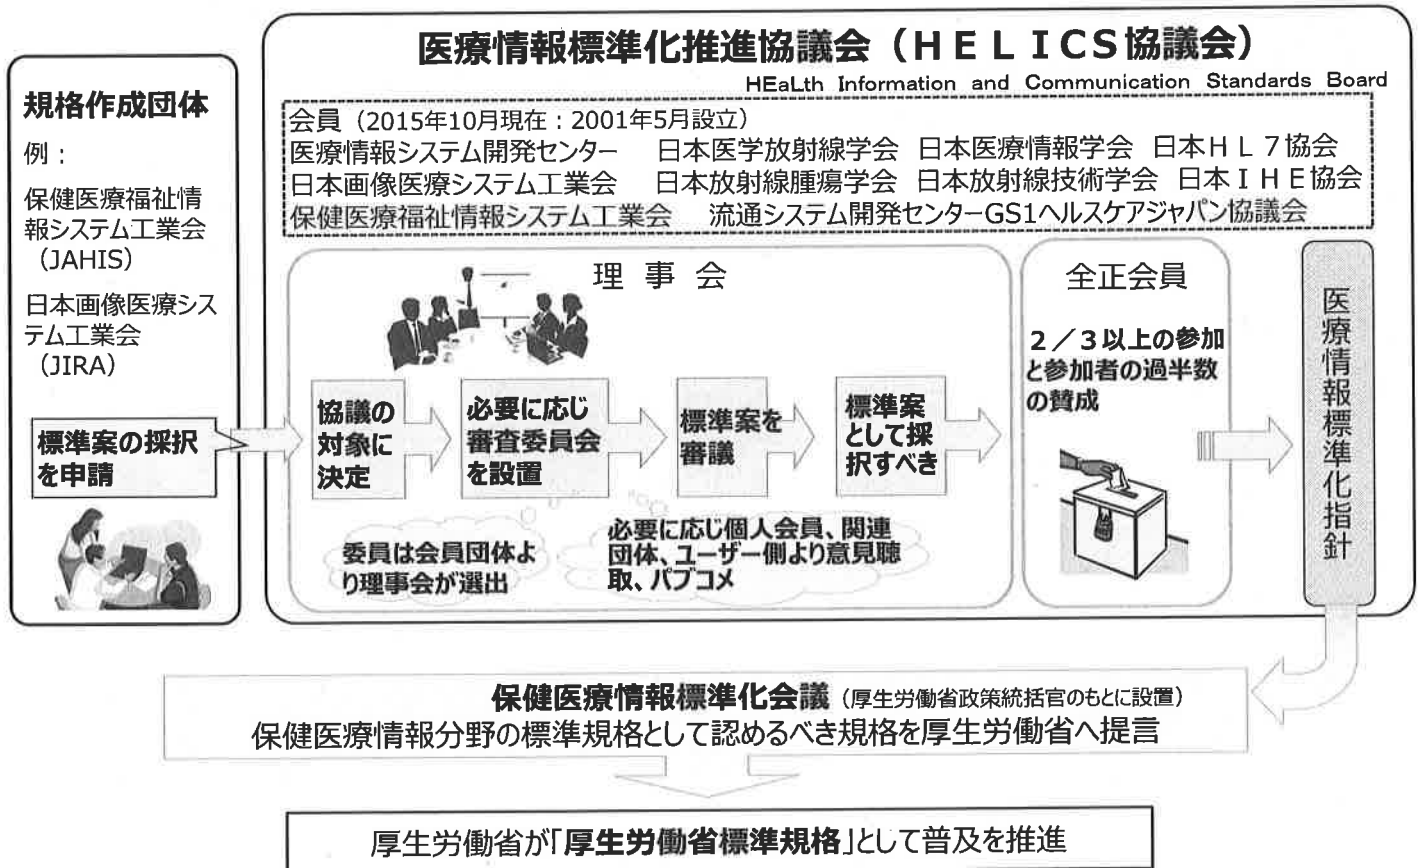 医療情報標準化推進協議会（ＨＥＬＩＣＳ協議会）
HEaLth Information and Communication Standards Board
規格作成団体
例：
保健医療福祉情
報システム工業会
（JAHIS）
日本画像医療シス
テム工業会
（JIRA）
標準案の採択
を申請
会員（2015年10月現在：2001年5月設立）
医療情報システム開発センター　日本医学放射線学会　日本医療情報学会　日本ＨＬ７協会
日本画像医療システム工業会　日本放射線腫瘍学会　日本放射線技術学会　日本ＩＨＥ協会
保健医療福祉情報システム工業会　流通システム開発センターGS1ヘルスケアジャパン協議会
理事会
協議の
対象に
決定
必要に応じ
審査委員会
を設置
標準案を
審議
標準案
として採
択すべき
委員は会員団体よ
り理事会が選出
必要に応じ個人会員、関連
団体、ユーザー側より意見聴
取、パブコメ
全正会員
２／３以上の参加
と参加者の過半数
の賛成
医療情報標準化指針
保健医療情報標準化会議（厚生労働省政策統括官のもとに設置）
保健医療情報分野の標準規格として認めるべき規格を厚生労働省へ提言
厚生労働省が「厚生労働省標準規格」として普及を推進